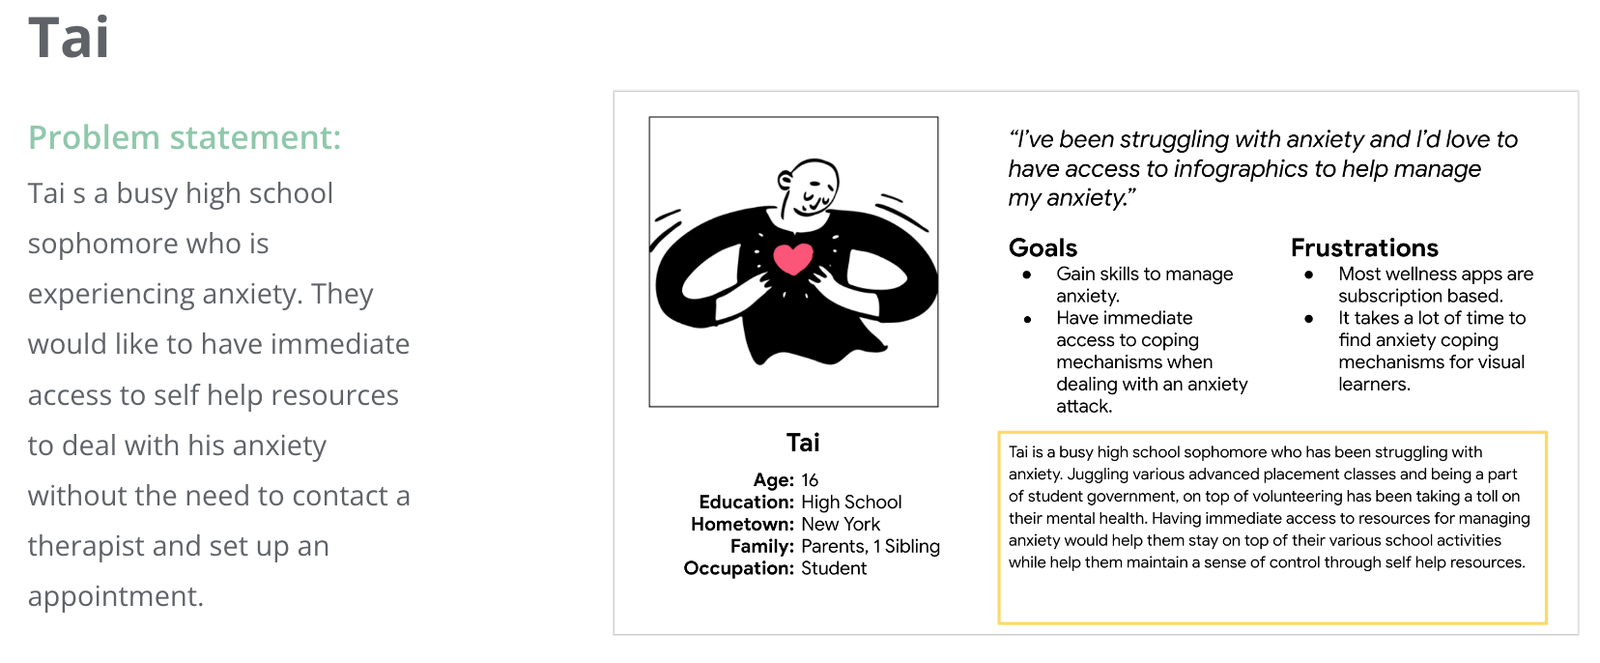 Tai
Problem statement:
Tai s a busy high school
sophomore who is
experiencing anxiety. They
would like to have immediate
access to self help resources
to deal with his anxiety
without the need to contact a
therapist and set up an
appointment.
Tai
Age: 16
Education: High School
Hometown: New York
Family: Parents, 1 Sibling
Occupation: Student
“I’ve been struggling with anxiety and I’d love to
have access to infographics to help manage
my anxiety.”
Goals
● Gain skills to manage
anxiety.
● Have immediate
access to coping
mechanisms when
dealing with an anxiety
attack.
Frustrations
● Most wellness apps are
subscription based.
● It takes a lot of time to
find anxiety coping
mechanisms for visual
learners.
Tai is a busy high school sophomore who has been struggling with
anxiety. Juggling various advanced placement classes and being a part
of student government, on top of volunteering has been taking a toll on
their mental health. Having immediate access to resources for managing
anxiety would help them stay on top of their various school activities
while help them maintain a sense of control through self help resources.